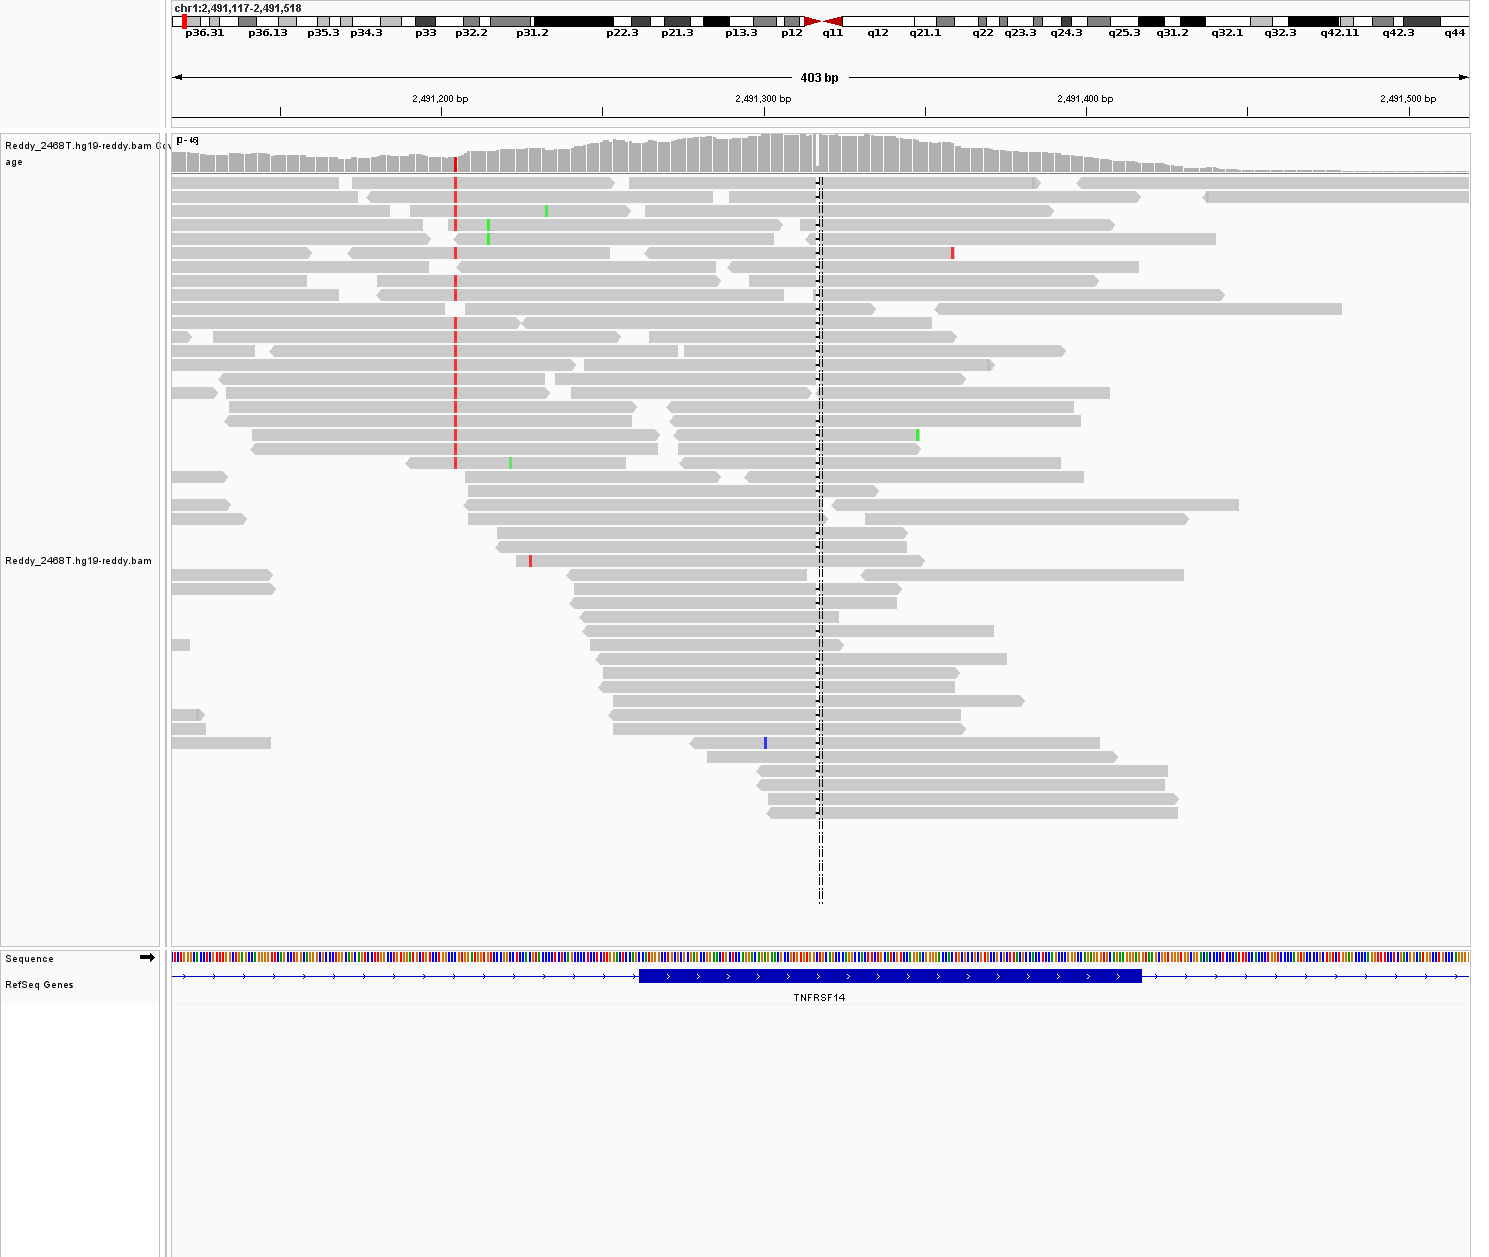 chr1:2,491,117-2,491,518
p36.31 p36.13 p35.3 p34.3 p33 p32.2 p31.2 p22.3 p21.3 p13.3 p12 q11 q12 q21.1 q22 q23.3 q24.3 q25.3 q31.2 q32.1 q32.3 q42.11 q42.3 q44
403 bp
2,491,200 bp 2,491,300 bp 2,491,400 bp 2,491,500 bp
Reddy_2468T.hg19-reddy.bam Cov
age
[0 - 46]
Reddy_2468T.hg19-reddy.bam
Sequence
RefSeq Genes
TNFRSF14